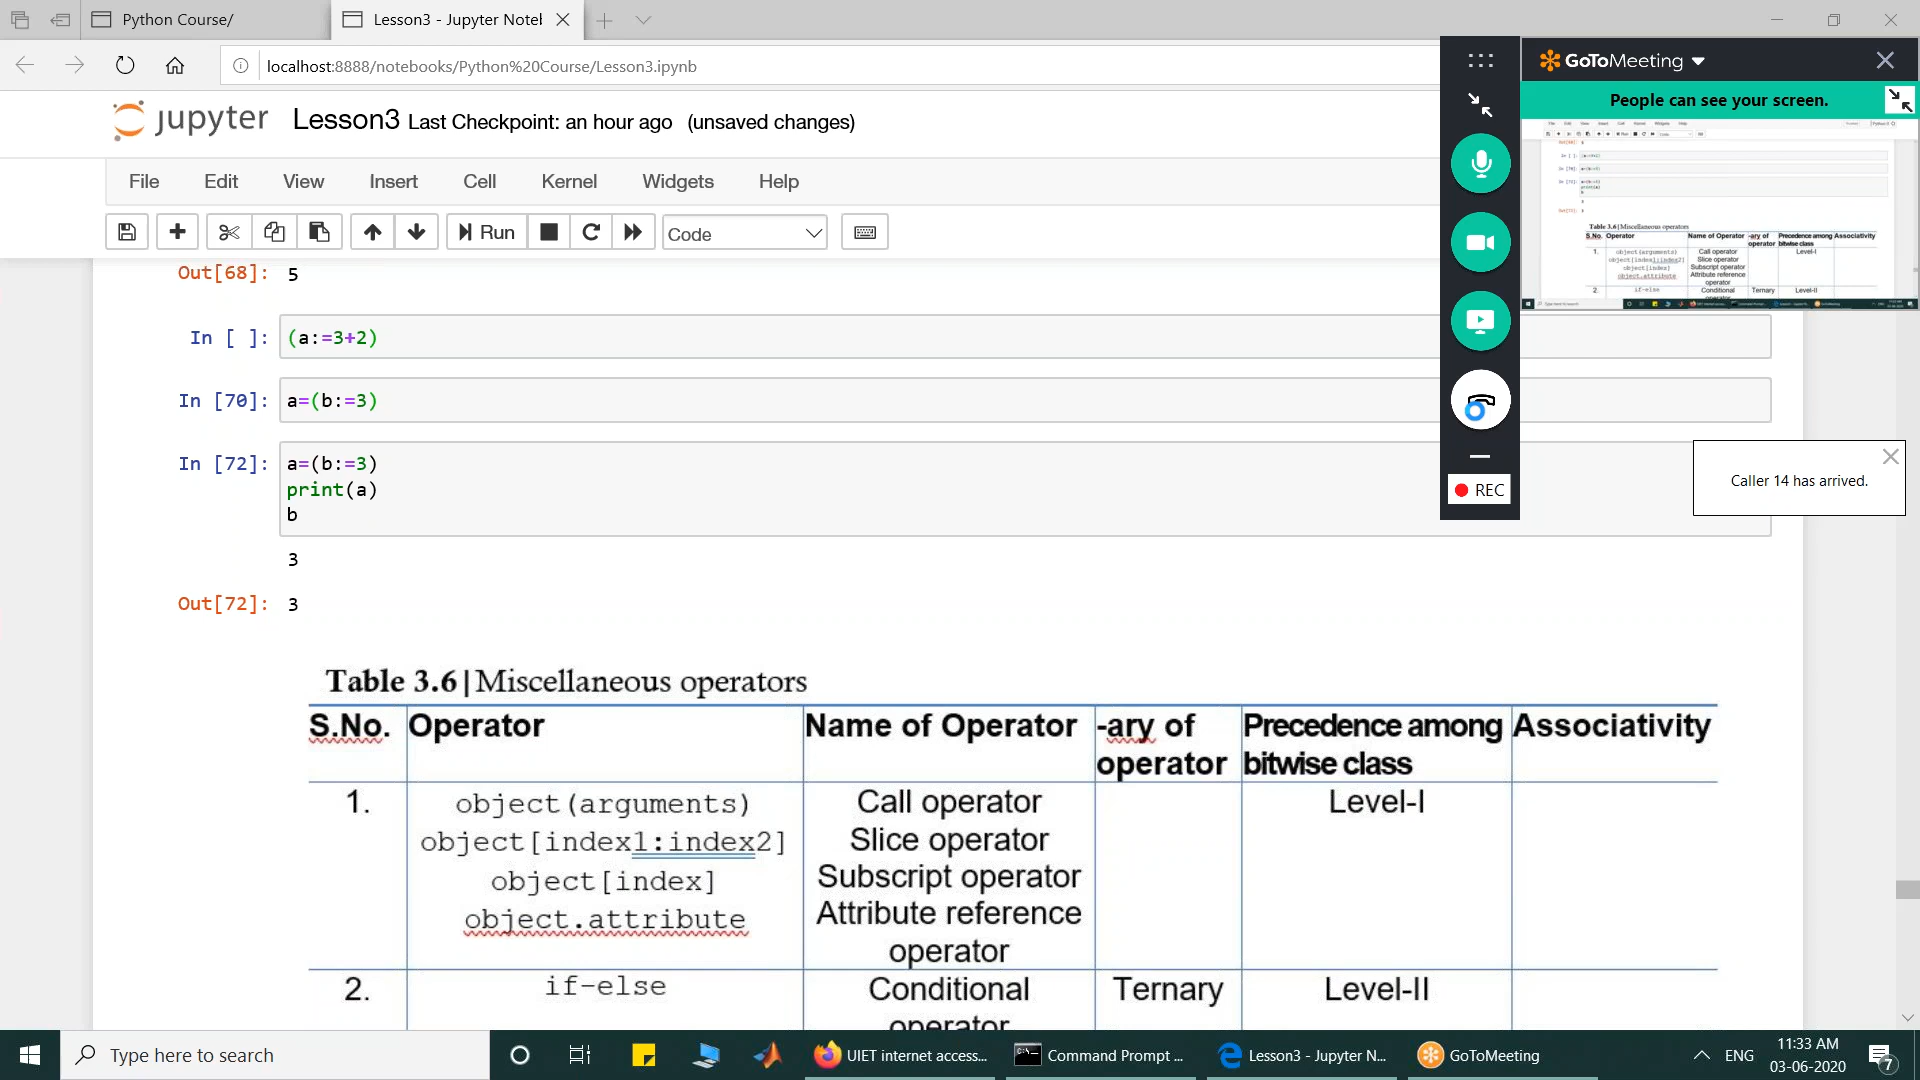 Python Course/
Lesson3 - Jupyter Notel
localhost:8888/notebooks/Python%20Course/Lesson3.ipynb
GoToMeeting
People can see your screen.
jupyter Lesson3 Last Checkpoint: an hour ago (unsaved changes)
File Edit View Insert Cell Kernel Widgets Help
Run Code
Out[68]: 5
In [ ]: (a:=3+2)
In [70]: a=(b:=3)
In [72]: a=(b:=3)
print(a)
b
3
Out[72]: 3
REC
Caller 14 has arrived.
Table 3.6|Miscellaneous operators
S.No. Operator Name of Operator -ary of operator Precedence among bitwise class Associativity
1. object(arguments) Call operator Level-I
object[index1:index2] Slice operator
object[index] Subscript operator
object.attribute Attribute reference
operator
2. if-else Conditional Ternary Level-II
operator
Type here to search
UIET internet access...
Command Prompt ...
Lesson3 - Jupyter N...
GoToMeeting
ENG
11:33 AM
03-06-2020
7